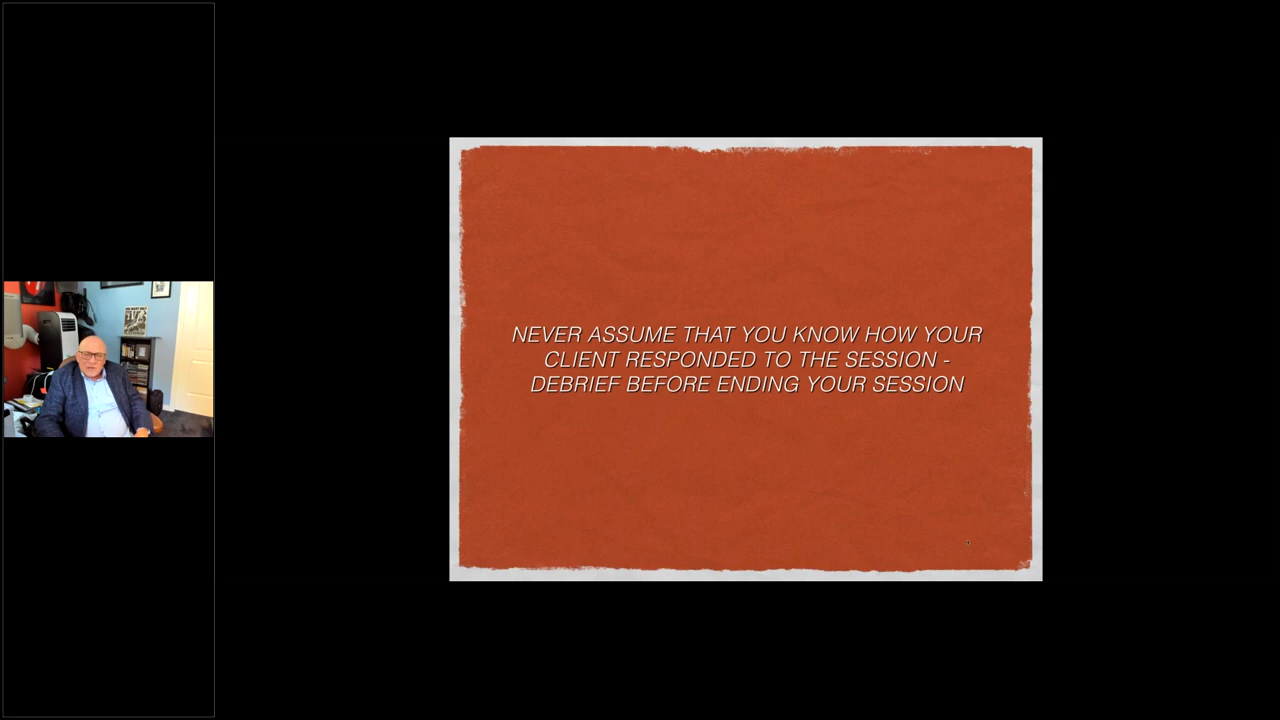 NEVER ASSUME THAT YOU KNOW HOW YOUR
CLIENT RESPONDED TO THE SESSION -
DEBRIEF BEFORE ENDING YOUR SESSION